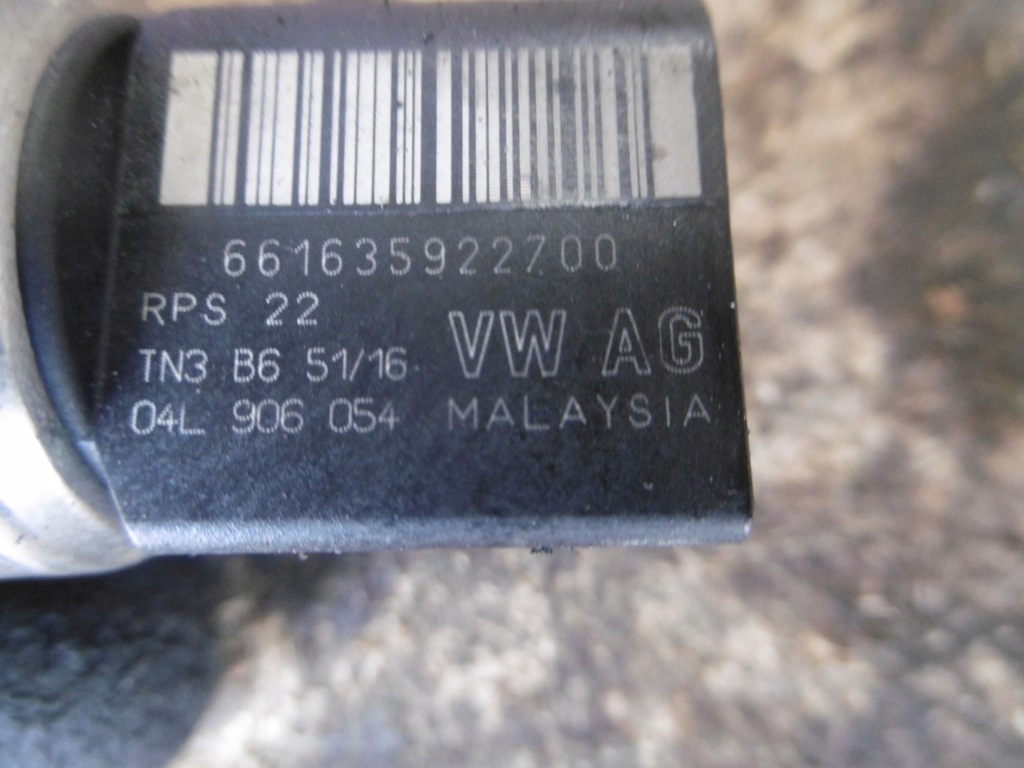 661635922700
RPS 22
TN3 B6 51/16
04L 906 054
VW AG
MALAYSIA